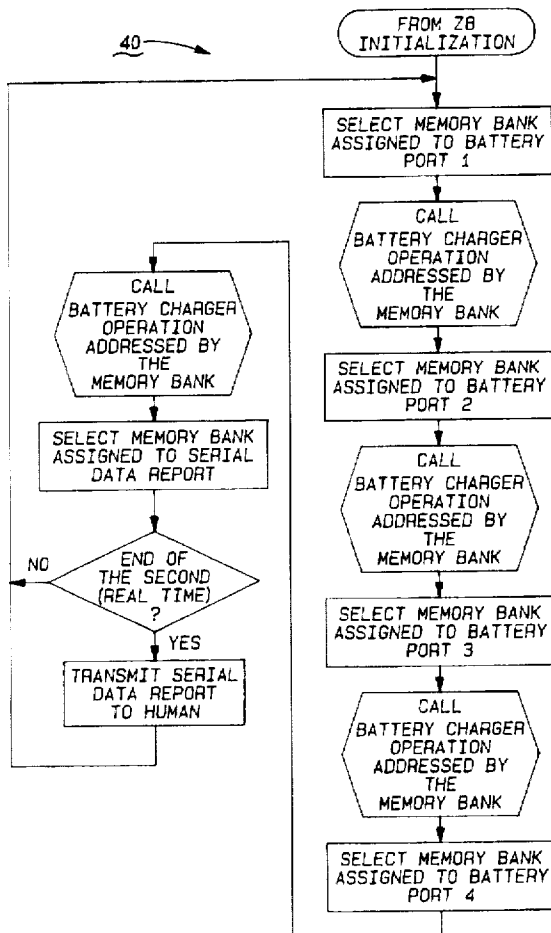 40
FROM Z8
INITIALIZATION
SELECT MEMORY BANK
ASSIGNED TO BATTERY
PORT 1
CALL
BATTERY CHARGER
OPERATION
ADDRESSED BY
THE
MEMORY BANK
SELECT MEMORY BANK
ASSIGNED TO BATTERY
PORT 2
CALL
BATTERY CHARGER
OPERATION
ADDRESSED BY
THE
MEMORY BANK
SELECT MEMORY BANK
ASSIGNED TO BATTERY
PORT 3
CALL
BATTERY CHARGER
OPERATION
ADDRESSED BY
THE
MEMORY BANK
SELECT MEMORY BANK
ASSIGNED TO BATTERY
PORT 4
CALL
BATTERY CHARGER
OPERATION
ADDRESSED BY
THE
MEMORY BANK
SELECT MEMORY BANK
ASSIGNED TO SERIAL
DATA REPORT
END OF
THE SECOND
(REAL TIME)
?
NO
YES
TRANSMIT SERIAL
DATA REPORT
TO HUMAN